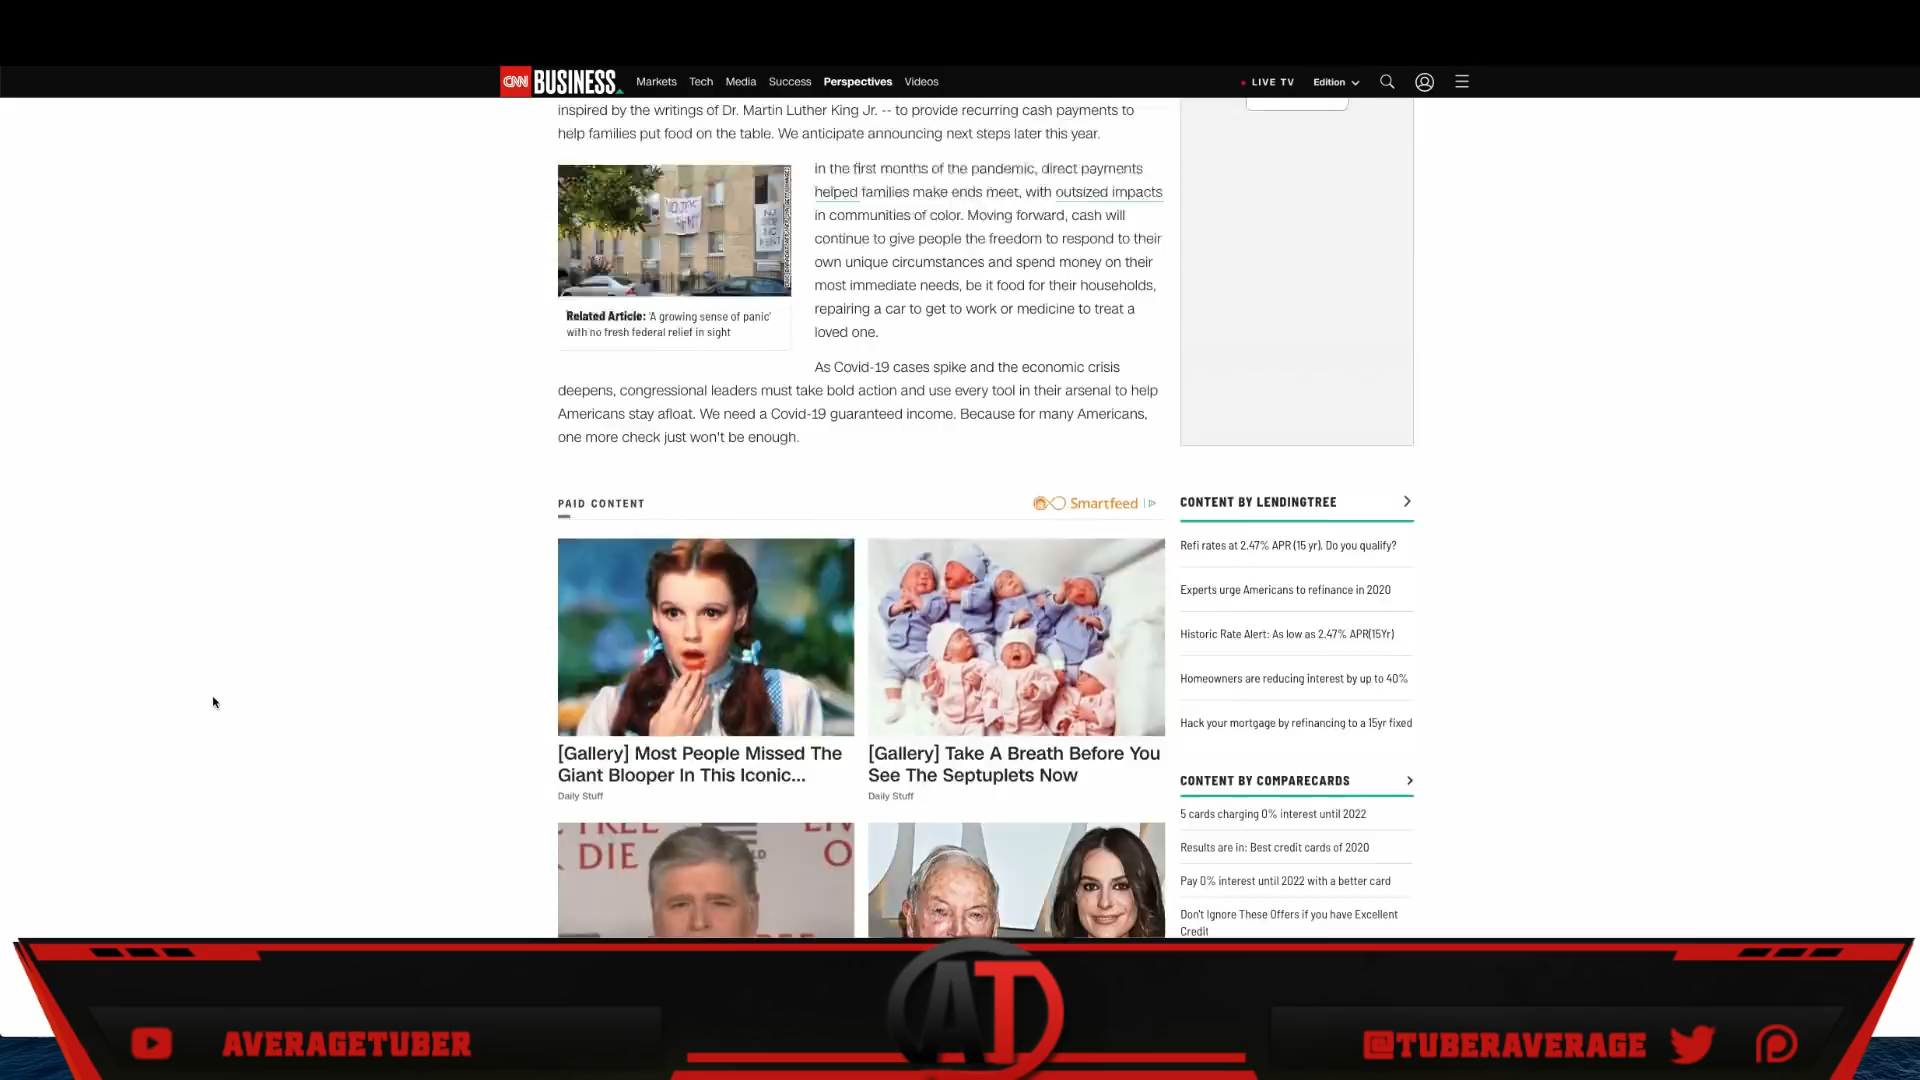 CNN BUSINESS Markets Tech Media Success Perspectives Videos LIVE TV Edition
inspired by the writings of Dr. Martin Luther King Jr. -- to provide recurring cash payments to
help families put food on the table. We anticipate announcing next steps later this year.
In the first months of the pandemic, direct payments
helped families make ends meet, with outsized impacts
in communities of color. Moving forward, cash will
continue to give people the freedom to respond to their
own unique circumstances and spend money on their
most immediate needs, be it food for their households,
repairing a car to get to work or medicine to treat a
loved one.
Related Article: 'A growing sense of panic'
with no fresh federal relief in sight
As Covid-19 cases spike and the economic crisis
deepens, congressional leaders must take bold action and use every tool in their arsenal to help
Americans stay afloat. We need a Covid-19 guaranteed income. Because for many Americans,
one more check just won't be enough.
PAID CONTENT
Smartfeed
[Gallery] Most People Missed The
Giant Blooper In This Iconic...
Daily Stuff
[Gallery] Take A Breath Before You
See The Septuplets Now
Daily Stuff
DIE
CONTENT BY LENDINGTREE
Refi rates at 2.47% APR (15 yr). Do you qualify?
Experts urge Americans to refinance in 2020
Historic Rate Alert: As low as 2.47% APR(15Yr)
Homeowners are reducing interest by up to 40%
Hack your mortgage by refinancing to a 15yr fixed
CONTENT BY COMPARECARDS
5 cards charging 0% interest until 2022
Results are in: Best credit cards of 2020
Pay 0% interest until 2022 with a better card
Don't Ignore These Offers if you have Excellent
Credit
AVERAGETUBER
AT
@TUBERAVERAGE